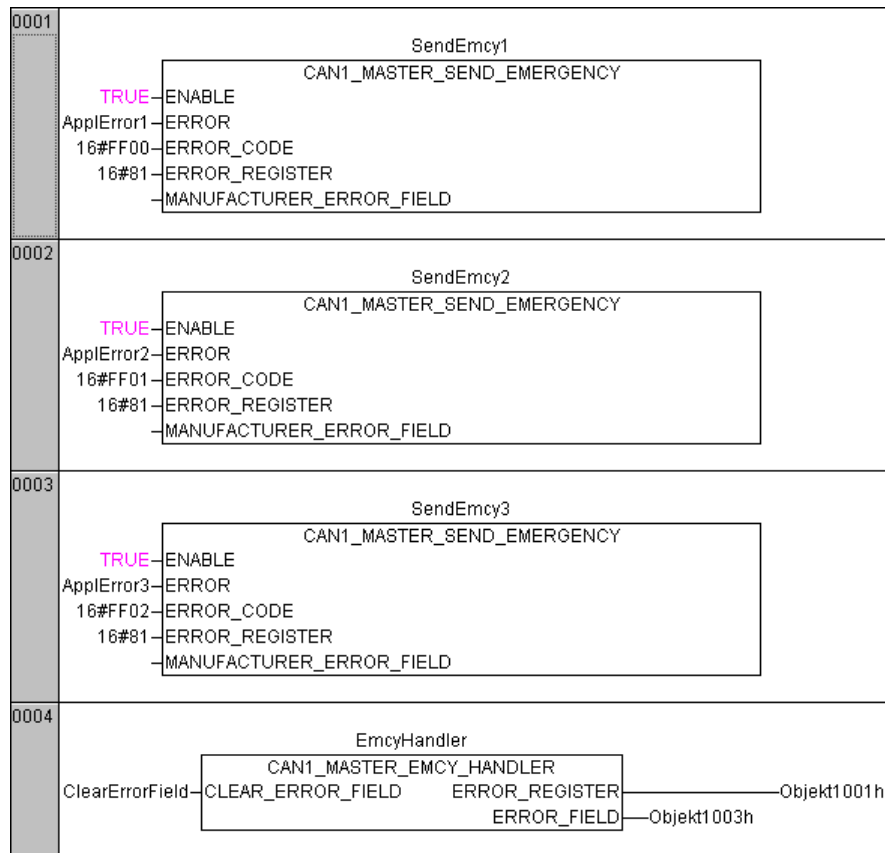 0001
SendEmcy1
CAN1_MASTER_SEND_EMERGENCY
TRUE ENABLE
ApplError1 ERROR
16#FF00 ERROR_CODE
16#81 ERROR_REGISTER
MANUFACTURER_ERROR_FIELD
0002
SendEmcy2
CAN1_MASTER_SEND_EMERGENCY
TRUE ENABLE
ApplError2 ERROR
16#FF01 ERROR_CODE
16#81 ERROR_REGISTER
MANUFACTURER_ERROR_FIELD
0003
SendEmcy3
CAN1_MASTER_SEND_EMERGENCY
TRUE ENABLE
ApplError3 ERROR
16#FF02 ERROR_CODE
16#81 ERROR_REGISTER
MANUFACTURER_ERROR_FIELD
0004
EmcyHandler
CAN1_MASTER_EMCY_HANDLER
ClearErrorField CLEAR_ERROR_FIELD ERROR_REGISTER Objekt1001h
ERROR_FIELD Objekt1003h